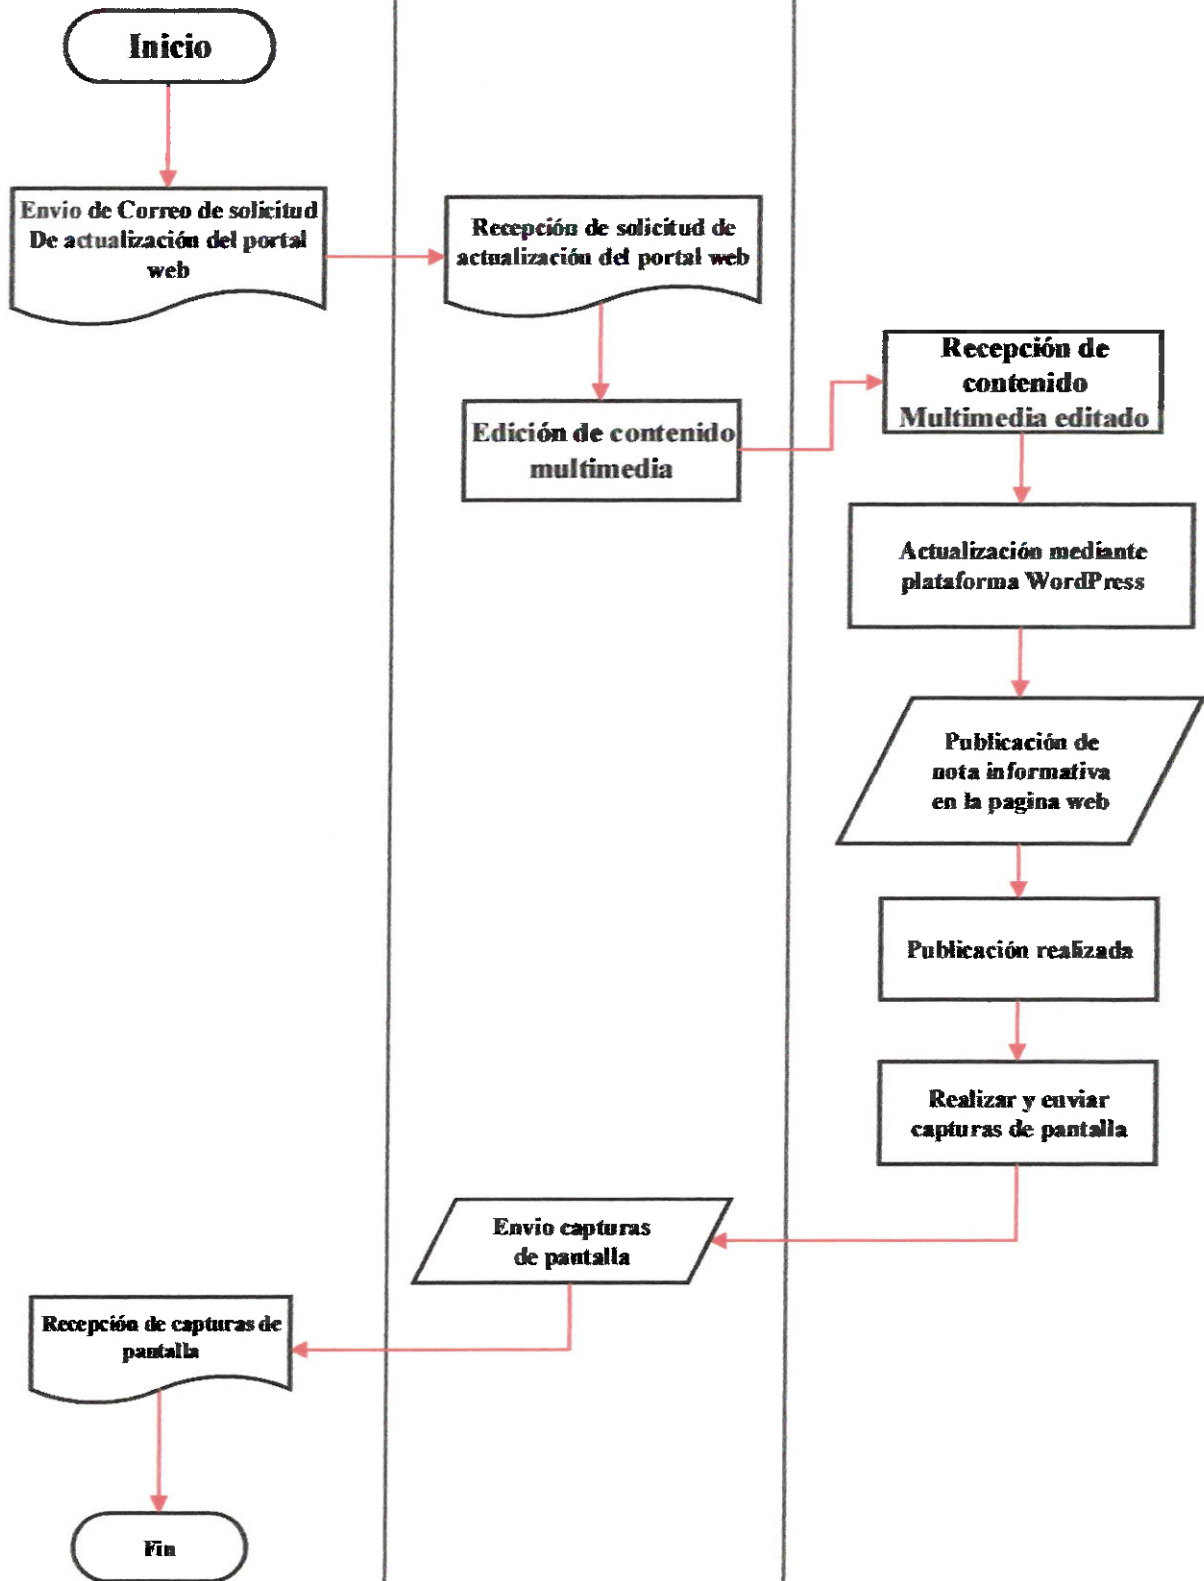 Inicio
Envio de Correo de solicitud
De actualización del portal
web
Recepción de solicitud de
actualización del portal web
Edición de contenido
multimedia
Recepción de
contenido
Multimedia editado
Actualización mediante
plataforma WordPress
Publicación de
nota informativa
en la pagina web
Publicación realizada
Realizar y enviar
capturas de pantalla
Envio capturas
de pantalla
Recepción de capturas de
pantalla
Fin